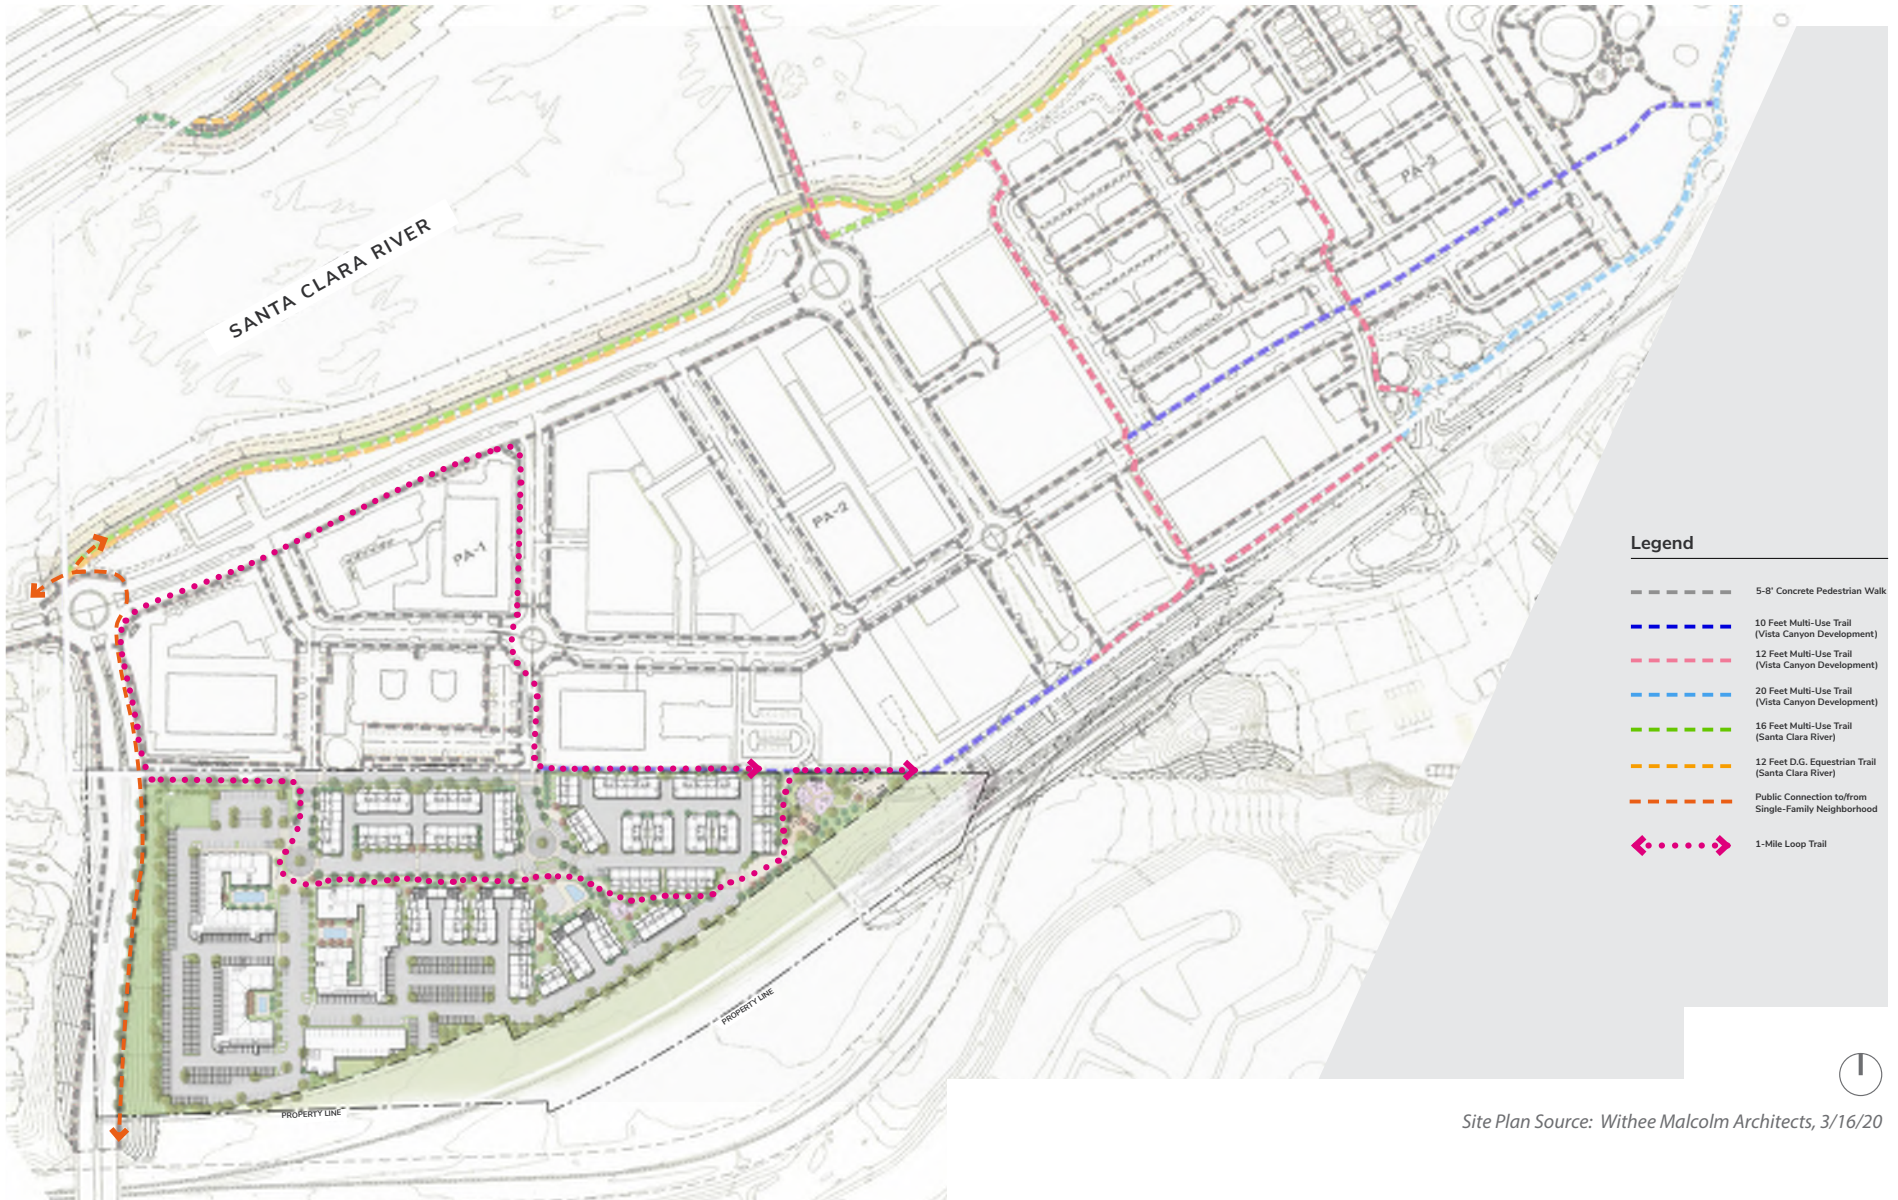 SANTA CLARA RIVER
PA-3
PA-2
PA-1
Legend
5-8' Concrete Pedestrian Walk
10 Feet Multi-Use Trail
(Vista Canyon Development)
12 Feet Multi-Use Trail
(Vista Canyon Development)
20 Feet Multi-Use Trail
(Vista Canyon Development)
16 Feet Multi-Use Trail
(Santa Clara River)
12 Feet D.G. Equestrian Trail
(Santa Clara River)
Public Connection to/from
Single-Family Neighborhood
1-Mile Loop Trail
PROPERTY LINE
PROPERTY LINE
Site Plan Source: Withee Malcolm Architects, 3/16/20